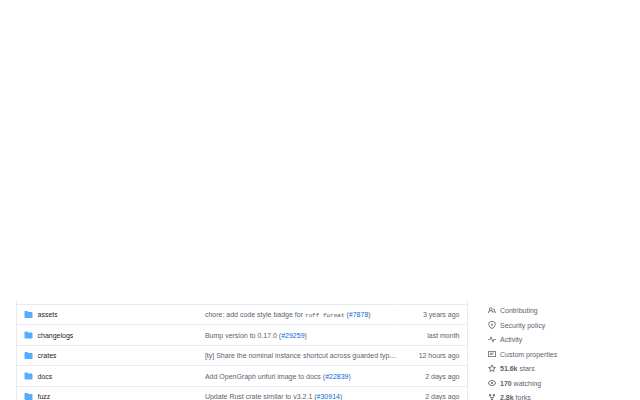 assets chore: add code style badge for ruff format (#7878) 3 years ago
changelogs Bump version to 0.17.0 (#29259) last month
crates [ty] Share the nominal instance shortcut across guarded typ... 12 hours ago
docs Add OpenGraph unfurl image to docs (#22839) 2 days ago
fuzz Update Rust crate similar to v3.2.1 (#30914) 2 days ago
Contributing
Security policy
Activity
Custom properties
51.6k stars
170 watching
2.8k forks